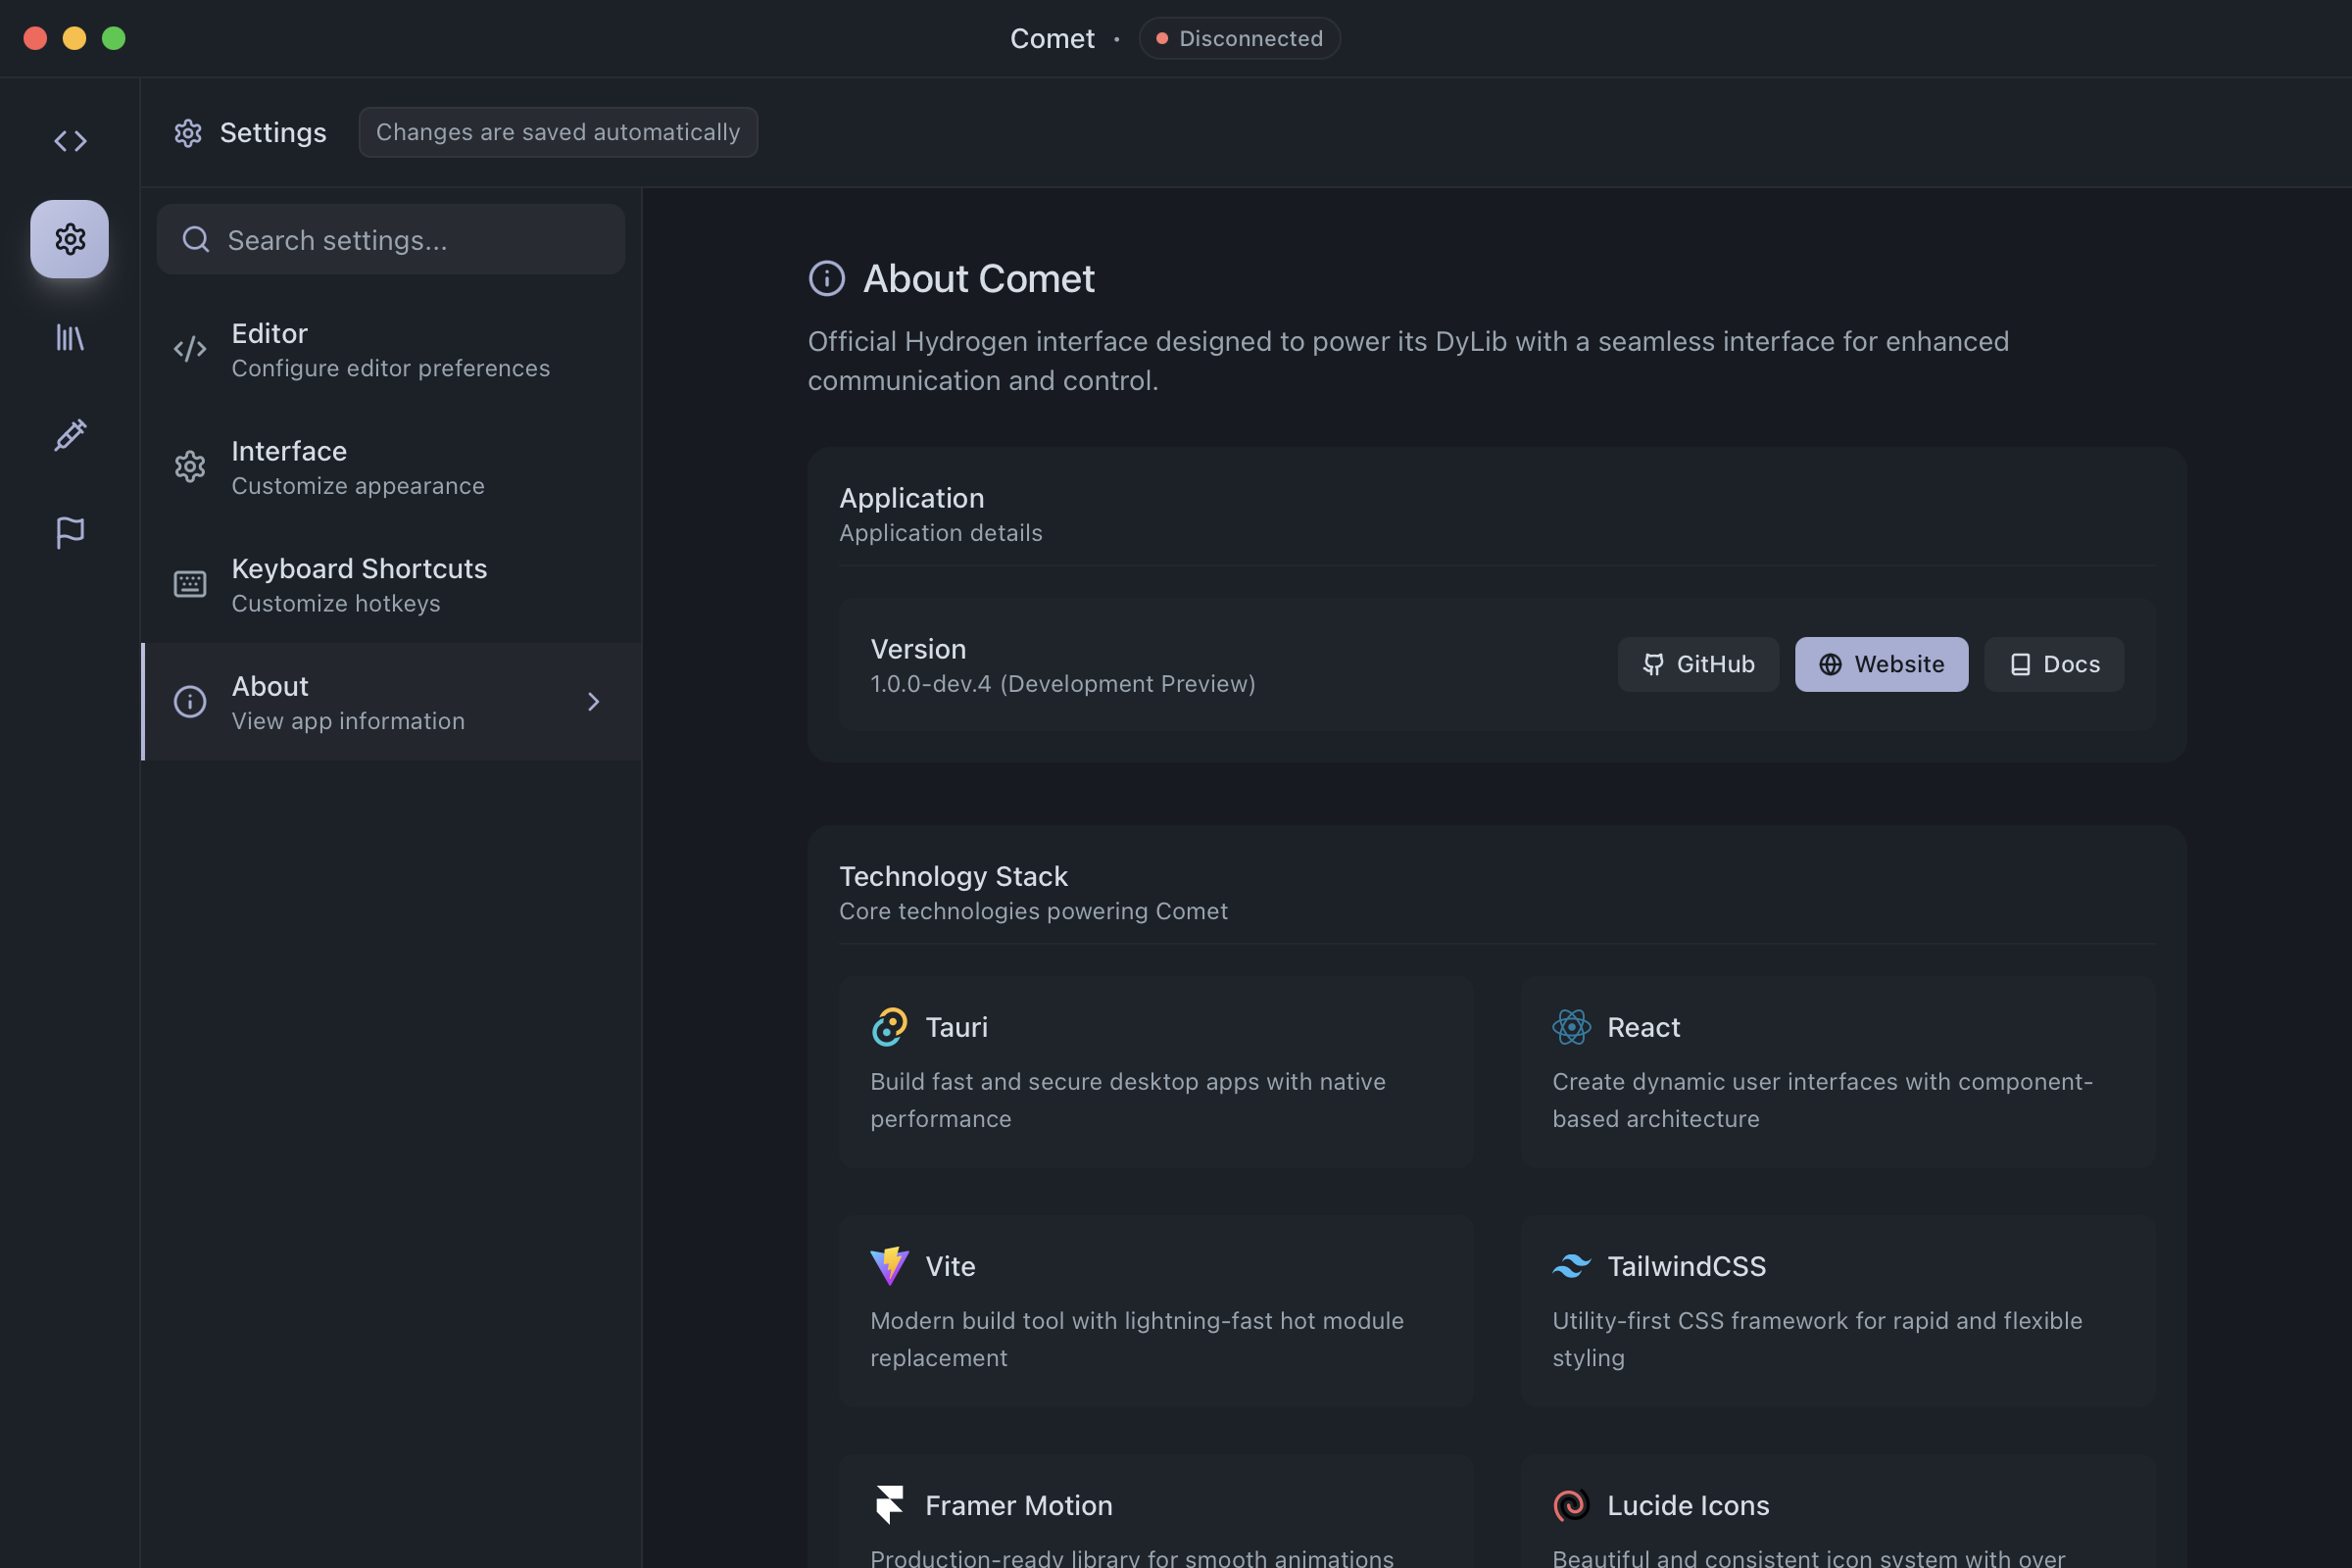 Comet · Disconnected
Settings
Changes are saved automatically
Search settings...
Editor
Configure editor preferences
Interface
Customize appearance
Keyboard Shortcuts
Customize hotkeys
About
View app information
About Comet
Official Hydrogen interface designed to power its DyLib with a seamless interface for enhanced
communication and control.
Application
Application details
Version
1.0.0-dev.4 (Development Preview)
GitHub
Website
Docs
Technology Stack
Core technologies powering Comet
Tauri
Build fast and secure desktop apps with native
performance
React
Create dynamic user interfaces with component-
based architecture
Vite
Modern build tool with lightning-fast hot module
replacement
TailwindCSS
Utility-first CSS framework for rapid and flexible
styling
Framer Motion
Production-ready library for smooth animations
Lucide Icons
Beautiful and consistent icon system with over